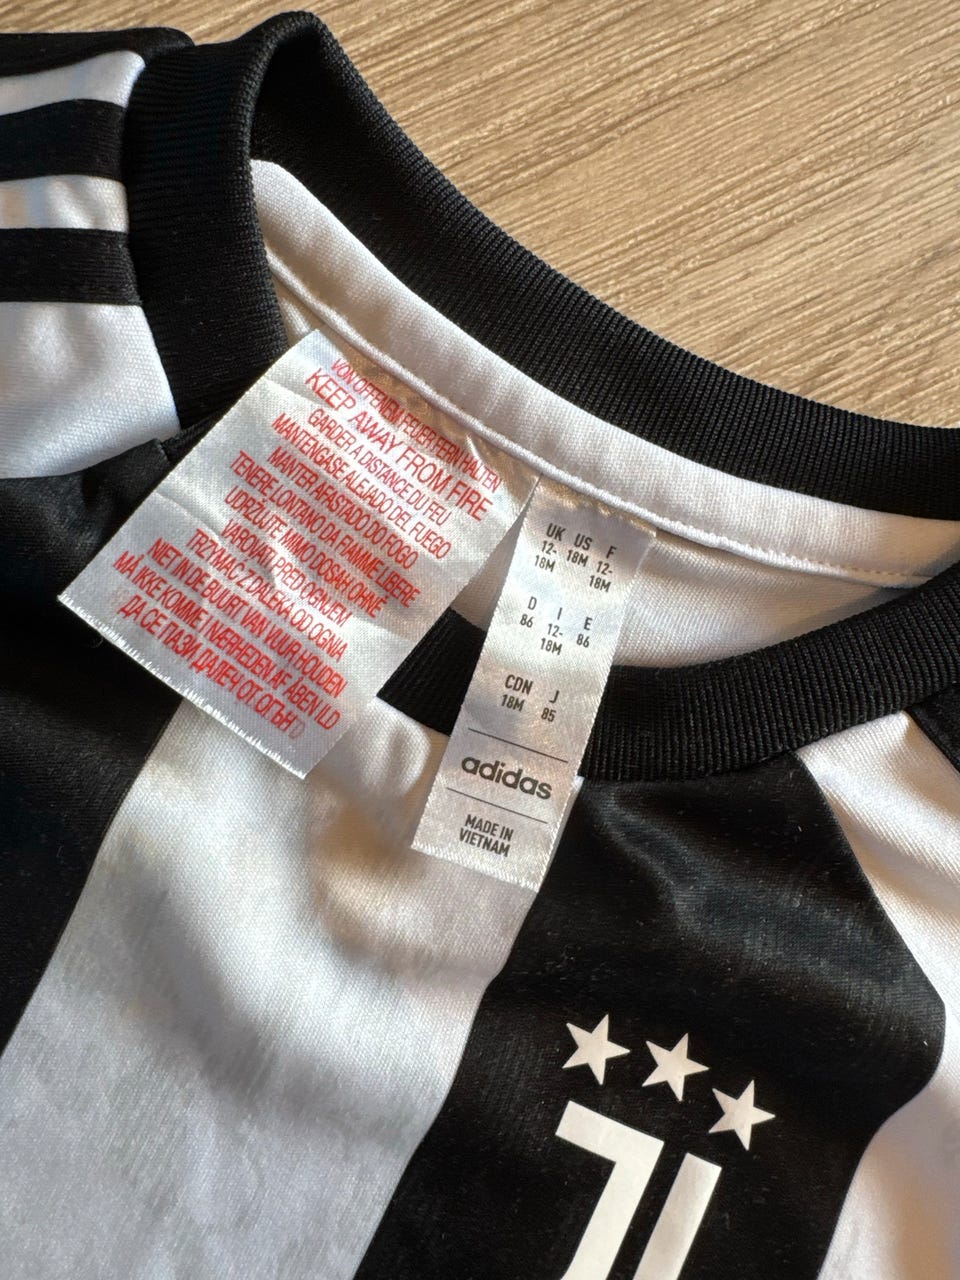 VON OFFENEM FEUER FERN HALTEN
KEEP AWAY FROM FIRE
GARDER A DISTANCE DU FEU
MANTENGASE ALEJADO DEL FUEGO
MANTER AFASTADO DO FOGO
TENERE LONTANO DA FIAMME LIBERE
UDRŽUJTE MIMO DOSAH OHNĚ
VAROVAŤ PRED OGNJEM
TRZYMAĆ Z DALEKA OD OGNIA
NIET IN DE BUURT VAN VUUR HOUDEN
MÅ IKKE KOMME I NÆRHEDEN AF ÅBEN ILD
ДА СЕ ПАЗИ ДАЛЕЧ ОТ ОГЪН
UK US F
12-18M 18M 12-18M
D I E
86 12-18M 86
CDN J
18M 85
adidas
MADE IN
VIETNAM